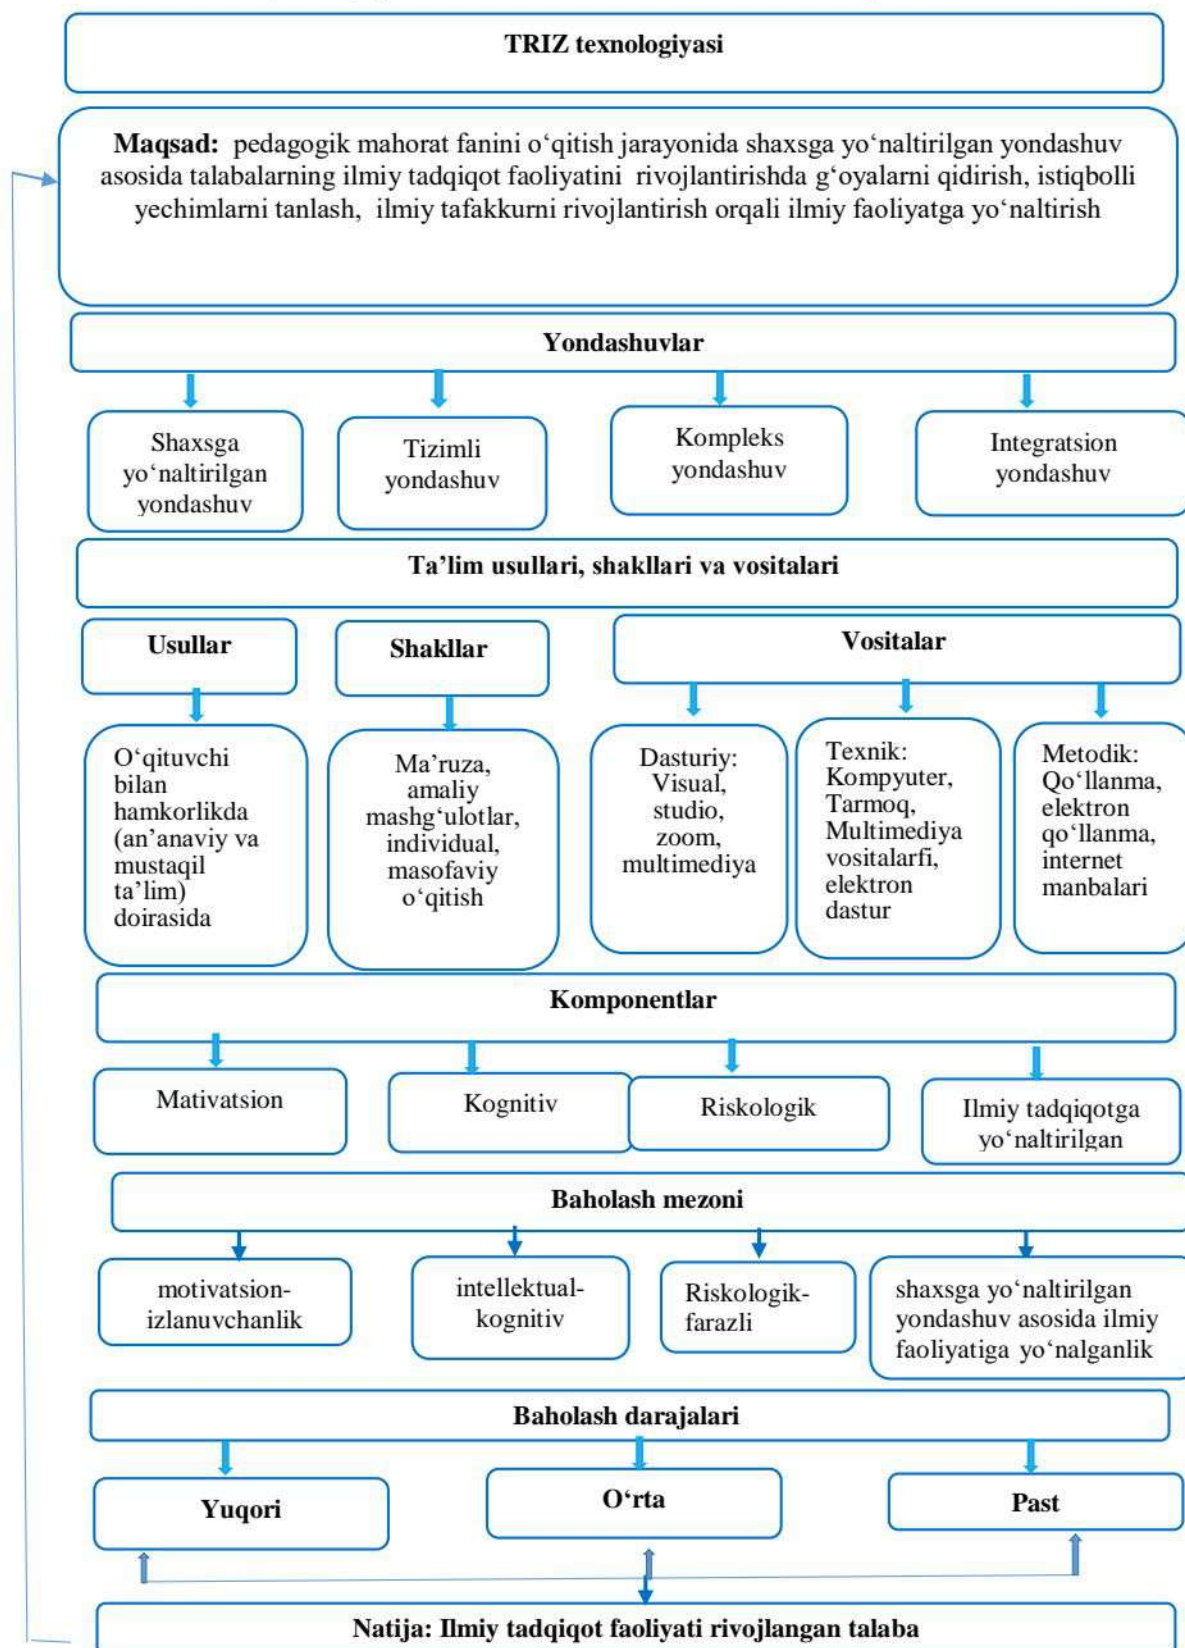 TRIZ texnologiyasi
Maqsad: pedagogik mahorat fanini o‘qitish jarayonida shaxsga yo‘naltirilgan yondashuv
asosida talabalarning ilmiy tadqiqot faoliyatini rivojlantirishda g‘oyalarni qidirish, istiqbolli
yechimlarni tanlash, ilmiy tafakkurni rivojlantirish orqali ilmiy faoliyatga yo‘naltirish
Yondashuvlar
Shaxsga
yo‘naltirilgan
yondashuv
Tizimli
yondashuv
Kompleks
yondashuv
Integratsion
yondashuv
Ta’lim usullari, shakllari va vositalari
Usullar
Shakllar
Vositalar
O‘qituvchi
bilan
hamkorlikda
(an’anaviy va
mustaqil
ta’lim)
doirasida
Ma’ruza,
amaliy
mashg‘ulotlar,
individual,
masofaviy
o‘qitish
Dasturiy:
Visual,
studio,
zoom,
multimediya
Texnik:
Kompyuter,
Tarmoq,
Multimediya
vositalarfi,
elektron
dastur
Metodik:
Qo‘llanma,
elektron
qo‘llanma,
internet
manbalari
Komponentlar
Mativatsion
Kognitiv
Riskologik
Ilmiy tadqiqotga
yo‘naltirilgan
Baholash mezoni
motivatsion-
izlanuvchanlik
intellektual-
kognitiv
Riskologik-
farazli
shaxsga yo‘naltirilgan
yondashuv asosida ilmiy
faoliyatiga yo‘nalganlik
Baholash darajalari
Yuqori
O‘rta
Past
Natija: Ilmiy tadqiqot faoliyati rivojlangan talaba